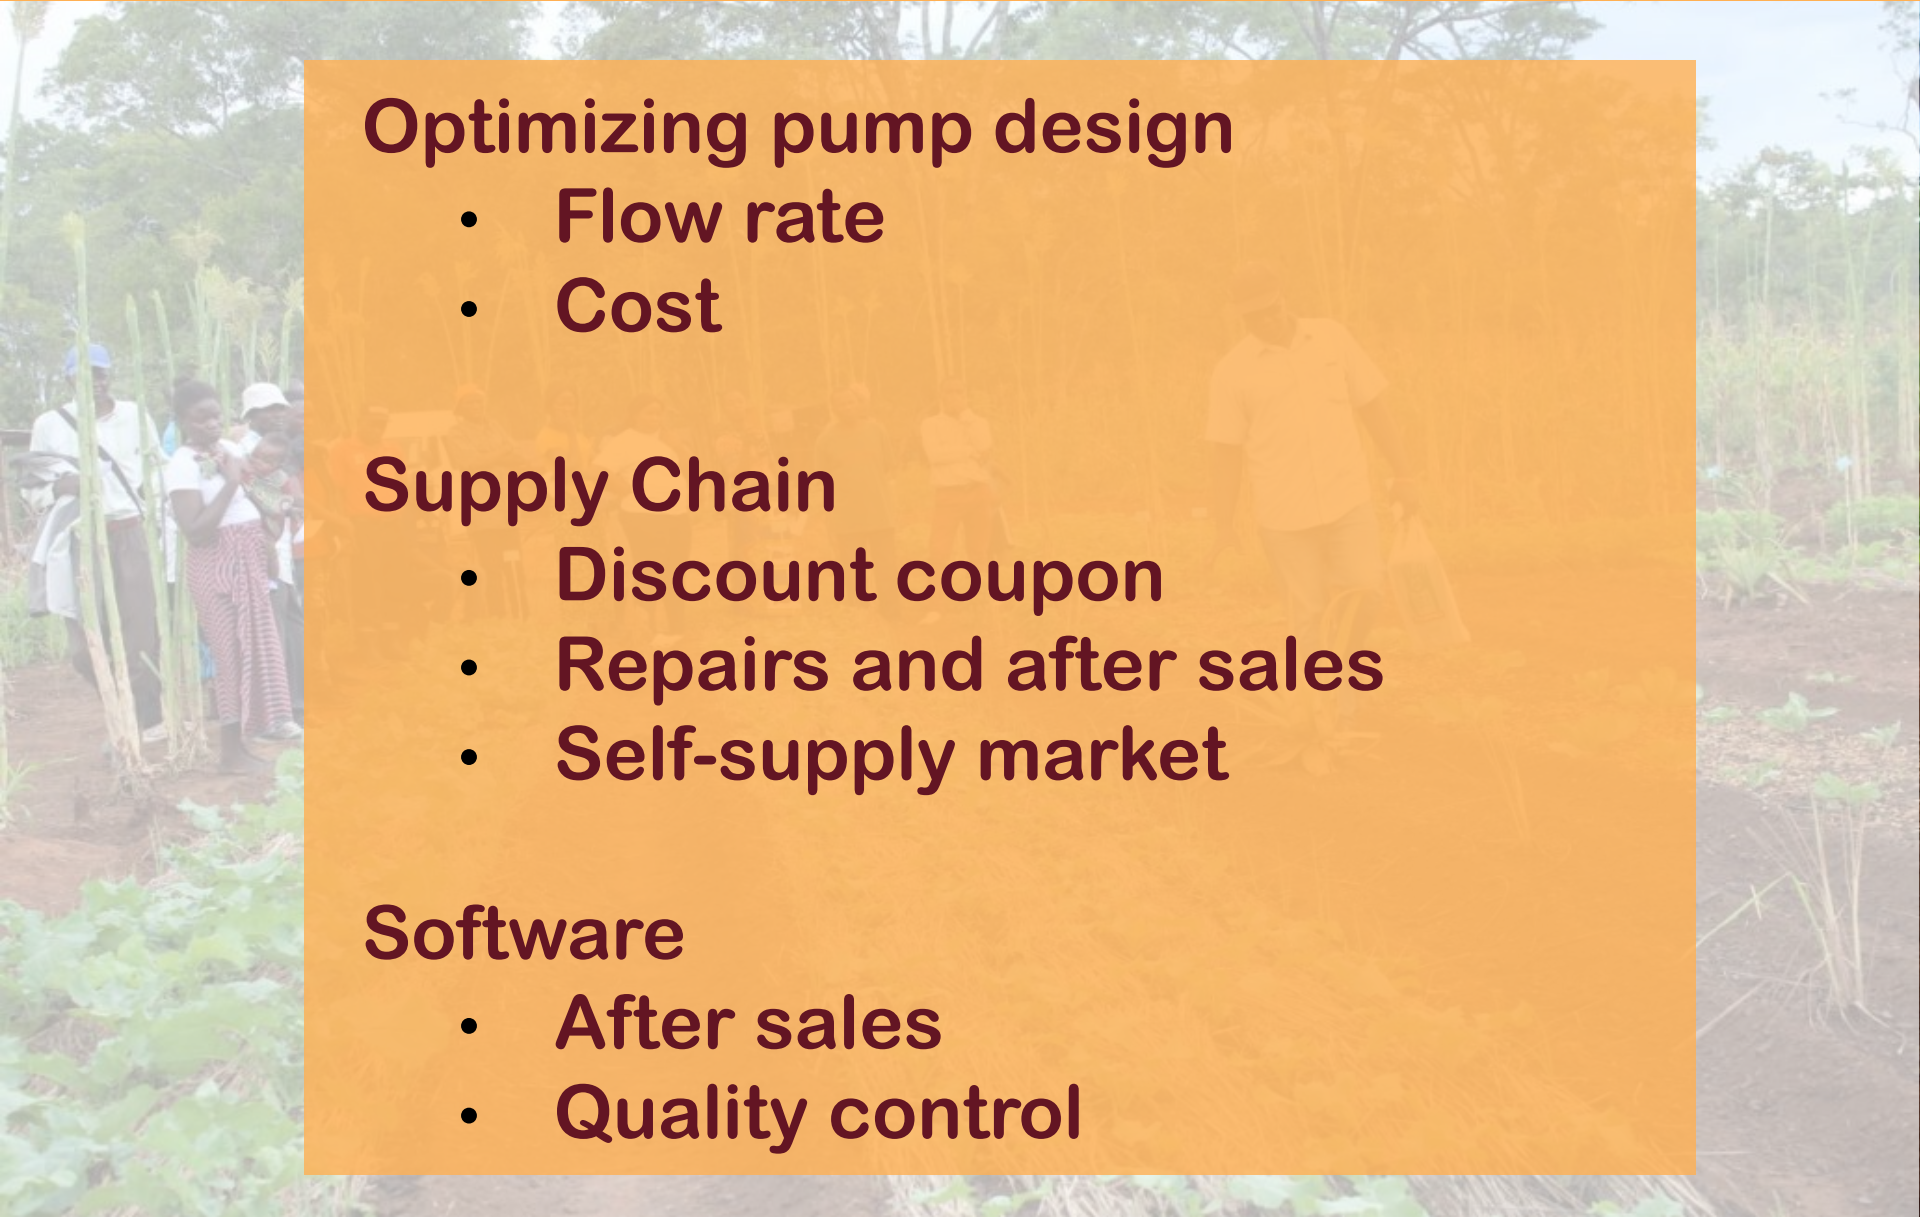 Optimizing pump design
• Flow rate
• Cost
Supply Chain
• Discount coupon
• Repairs and after sales
• Self-supply market
Software
• After sales
• Quality control